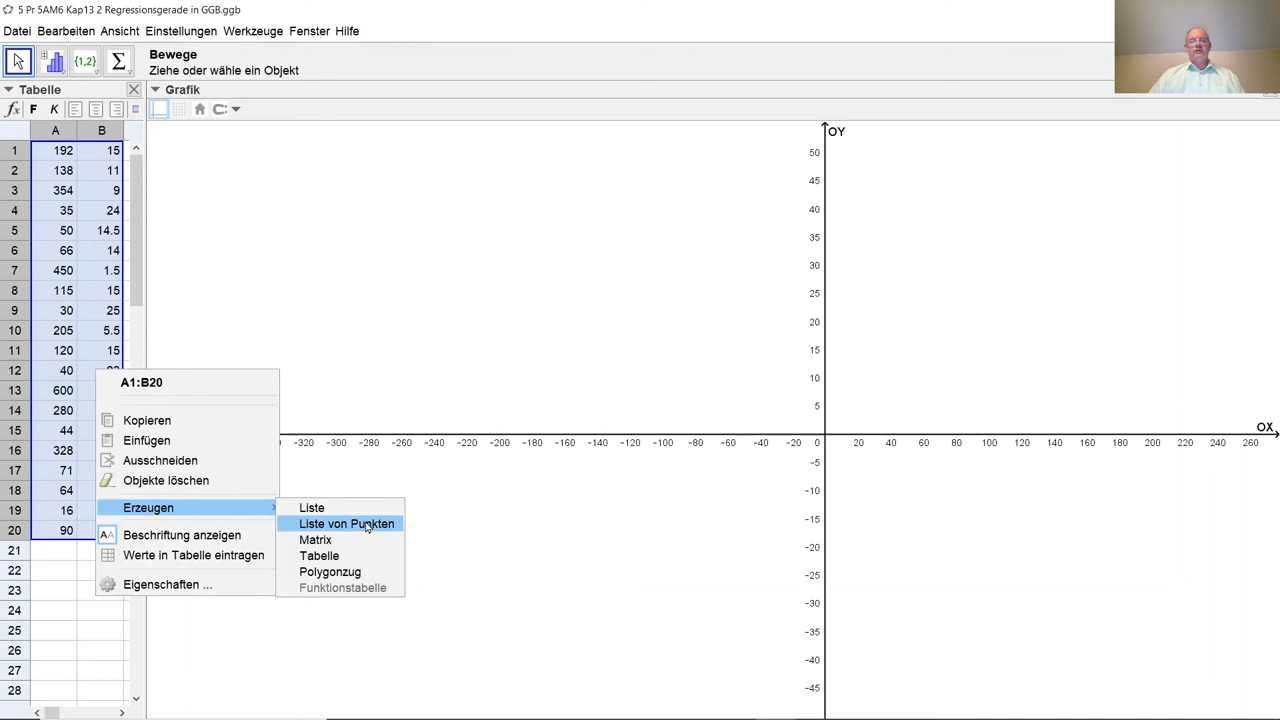 5 Pr 5AM6 Kap13 2 Regressionsgerade in GGB.ggb
Datei Bearbeiten Ansicht Einstellungen Werkzeuge Fenster Hilfe
{1,2} Σ
Bewege
Ziehe oder wähle ein Objekt
Tabelle
Grafik
fx F K
A B
1 192 15
2 138 11
3 354 9
4 35 24
5 50 14.5
6 66 14
7 450 1.5
8 115 15
9 30 25
10 205 5.5
11 120 15
12 40
13 600
14 280
15 44
16 328
17 71
18 64
19 16
20 90
21
22
23
24
25
26
27
28
A1:B20
Kopieren
Einfügen
Ausschneiden
Objekte löschen
Erzeugen
AA Beschriftung anzeigen
Werte in Tabelle eintragen
Eigenschaften ...
Liste
Liste von Punkten
Matrix
Tabelle
Polygonzug
Funktionstabelle
OY
50
45
40
35
30
25
20
15
10
5
OX
-320 -300 -280 -260 -240 -220 -200 -180 -160 -140 -120 -100 -80 -60 -40 -20 0 20 40 60 80 100 120 140 160 180 200 220 240 260
-5
-10
-15
-20
-25
-30
-35
-40
-45